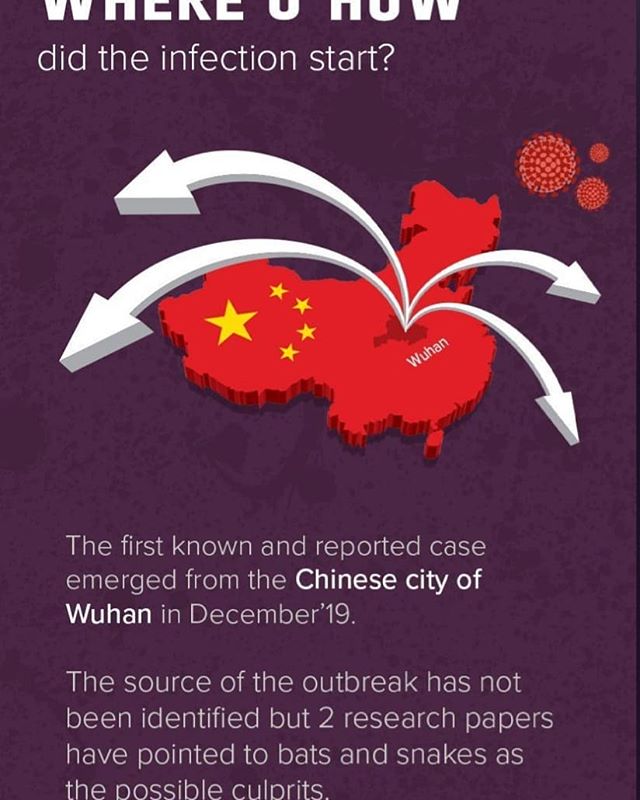 WHERE & HOW
did the infection start?
Wuhan
The first known and reported case
emerged from the Chinese city of
Wuhan in December'19.
The source of the outbreak has not
been identified but 2 research papers
have pointed to bats and snakes as
the possible culprits.